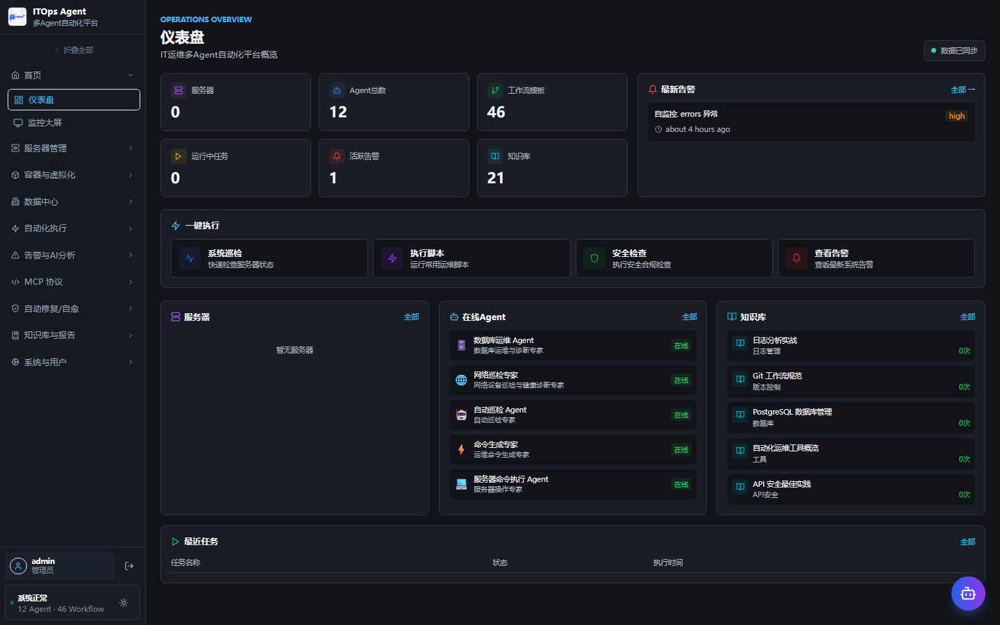 ITOps Agent
多Agent自动化平台
折叠全部
首页
仪表盘
监控大屏
服务器管理
容器与虚拟化
数据中心
自动化执行
告警与AI分析
MCP 协议
自动修复/自愈
知识库与报告
系统与用户
admin
管理员
系统正常
12 Agent · 46 Workflow
OPERATIONS OVERVIEW
仪表盘
IT运维多Agent自动化平台概览
数据已同步
服务器
0
Agent总数
12
工作流模板
46
运行中任务
0
活跃告警
1
知识库
21
最新告警
全部→
自监控: errors 异常
high
about 4 hours ago
一键执行
系统巡检
快速检查服务器状态
执行脚本
运行常用运维脚本
安全检查
执行安全合规检查
查看告警
查看最新系统告警
服务器
全部
暂无服务器
在线Agent
全部
数据库运维 Agent
数据库运维与诊断专家
在线
网络巡检专家
网络设备巡检与健康诊断专家
在线
自动巡检 Agent
自动巡检专家
在线
命令生成专家
运维命令生成专家
在线
服务器命令执行 Agent
服务器操作专家
在线
知识库
全部
日志分析实战
日志管理
0次
Git 工作流规范
版本控制
0次
PostgreSQL 数据库管理
数据库
0次
自动化运维工具概览
工具
0次
API 安全最佳实践
API安全
0次
最近任务
全部
任务名称 状态 执行时间